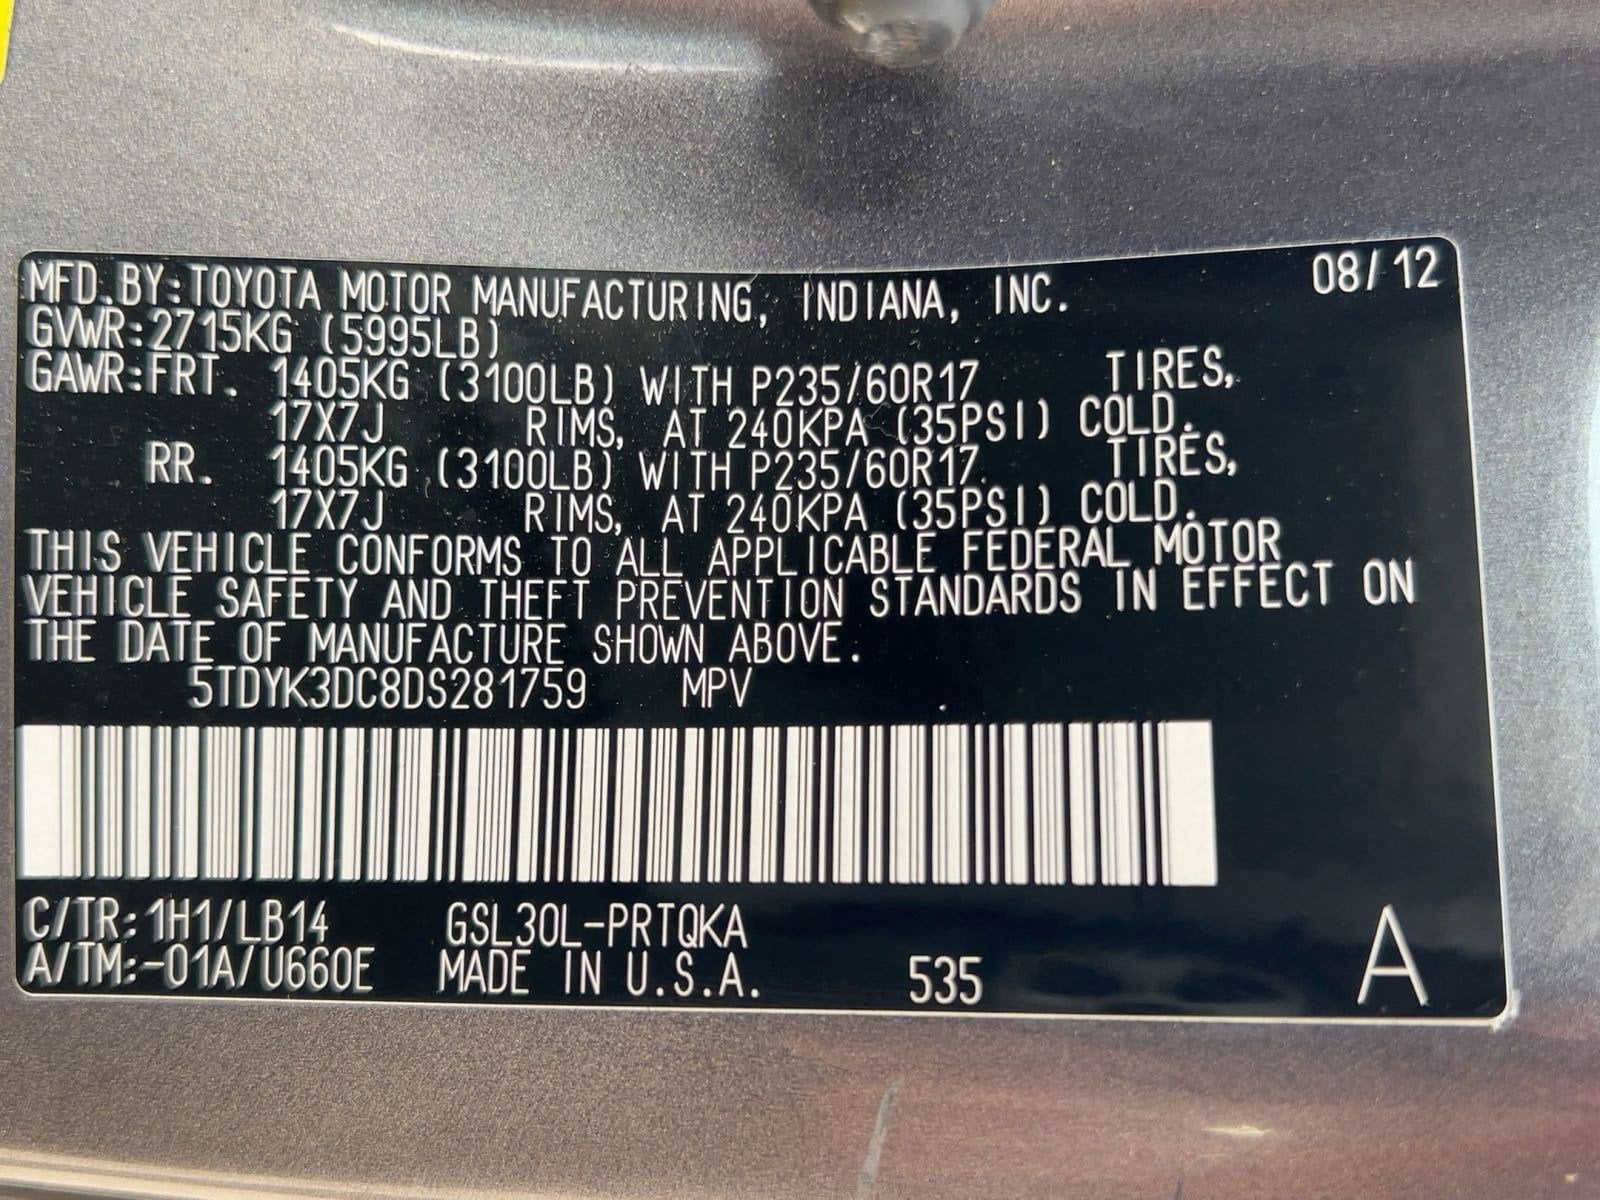 MFD.BY:TOYOTA MOTOR MANUFACTURING, INDIANA, INC. 08/12
GVWR:2715KG (5995LB)
GAWR:FRT. 1405KG (3100LB) WITH P235/60R17 TIRES,
17X7J RIMS, AT 240KPA (35PSI) COLD.
RR. 1405KG (3100LB) WITH P235/60R17 TIRES,
17X7J RIMS, AT 240KPA (35PSI) COLD.
THIS VEHICLE CONFORMS TO ALL APPLICABLE FEDERAL MOTOR
VEHICLE SAFETY AND THEFT PREVENTION STANDARDS IN EFFECT ON
THE DATE OF MANUFACTURE SHOWN ABOVE.
5TDYK3DC8DS281759 MPV
C/TR:1H1/LB14 GSL30L-PRTQKA
A/TM:-01A/U660E MADE IN U.S.A. 535 A